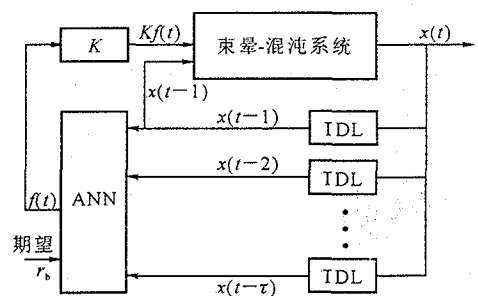 K
Kf(t)
束晕-混沌系统
x(t)
x(t-1)
x(t-1)
TDL
x(t-2)
TDL
ANN
f(t)
期望
r_b
x(t-τ)
TDL